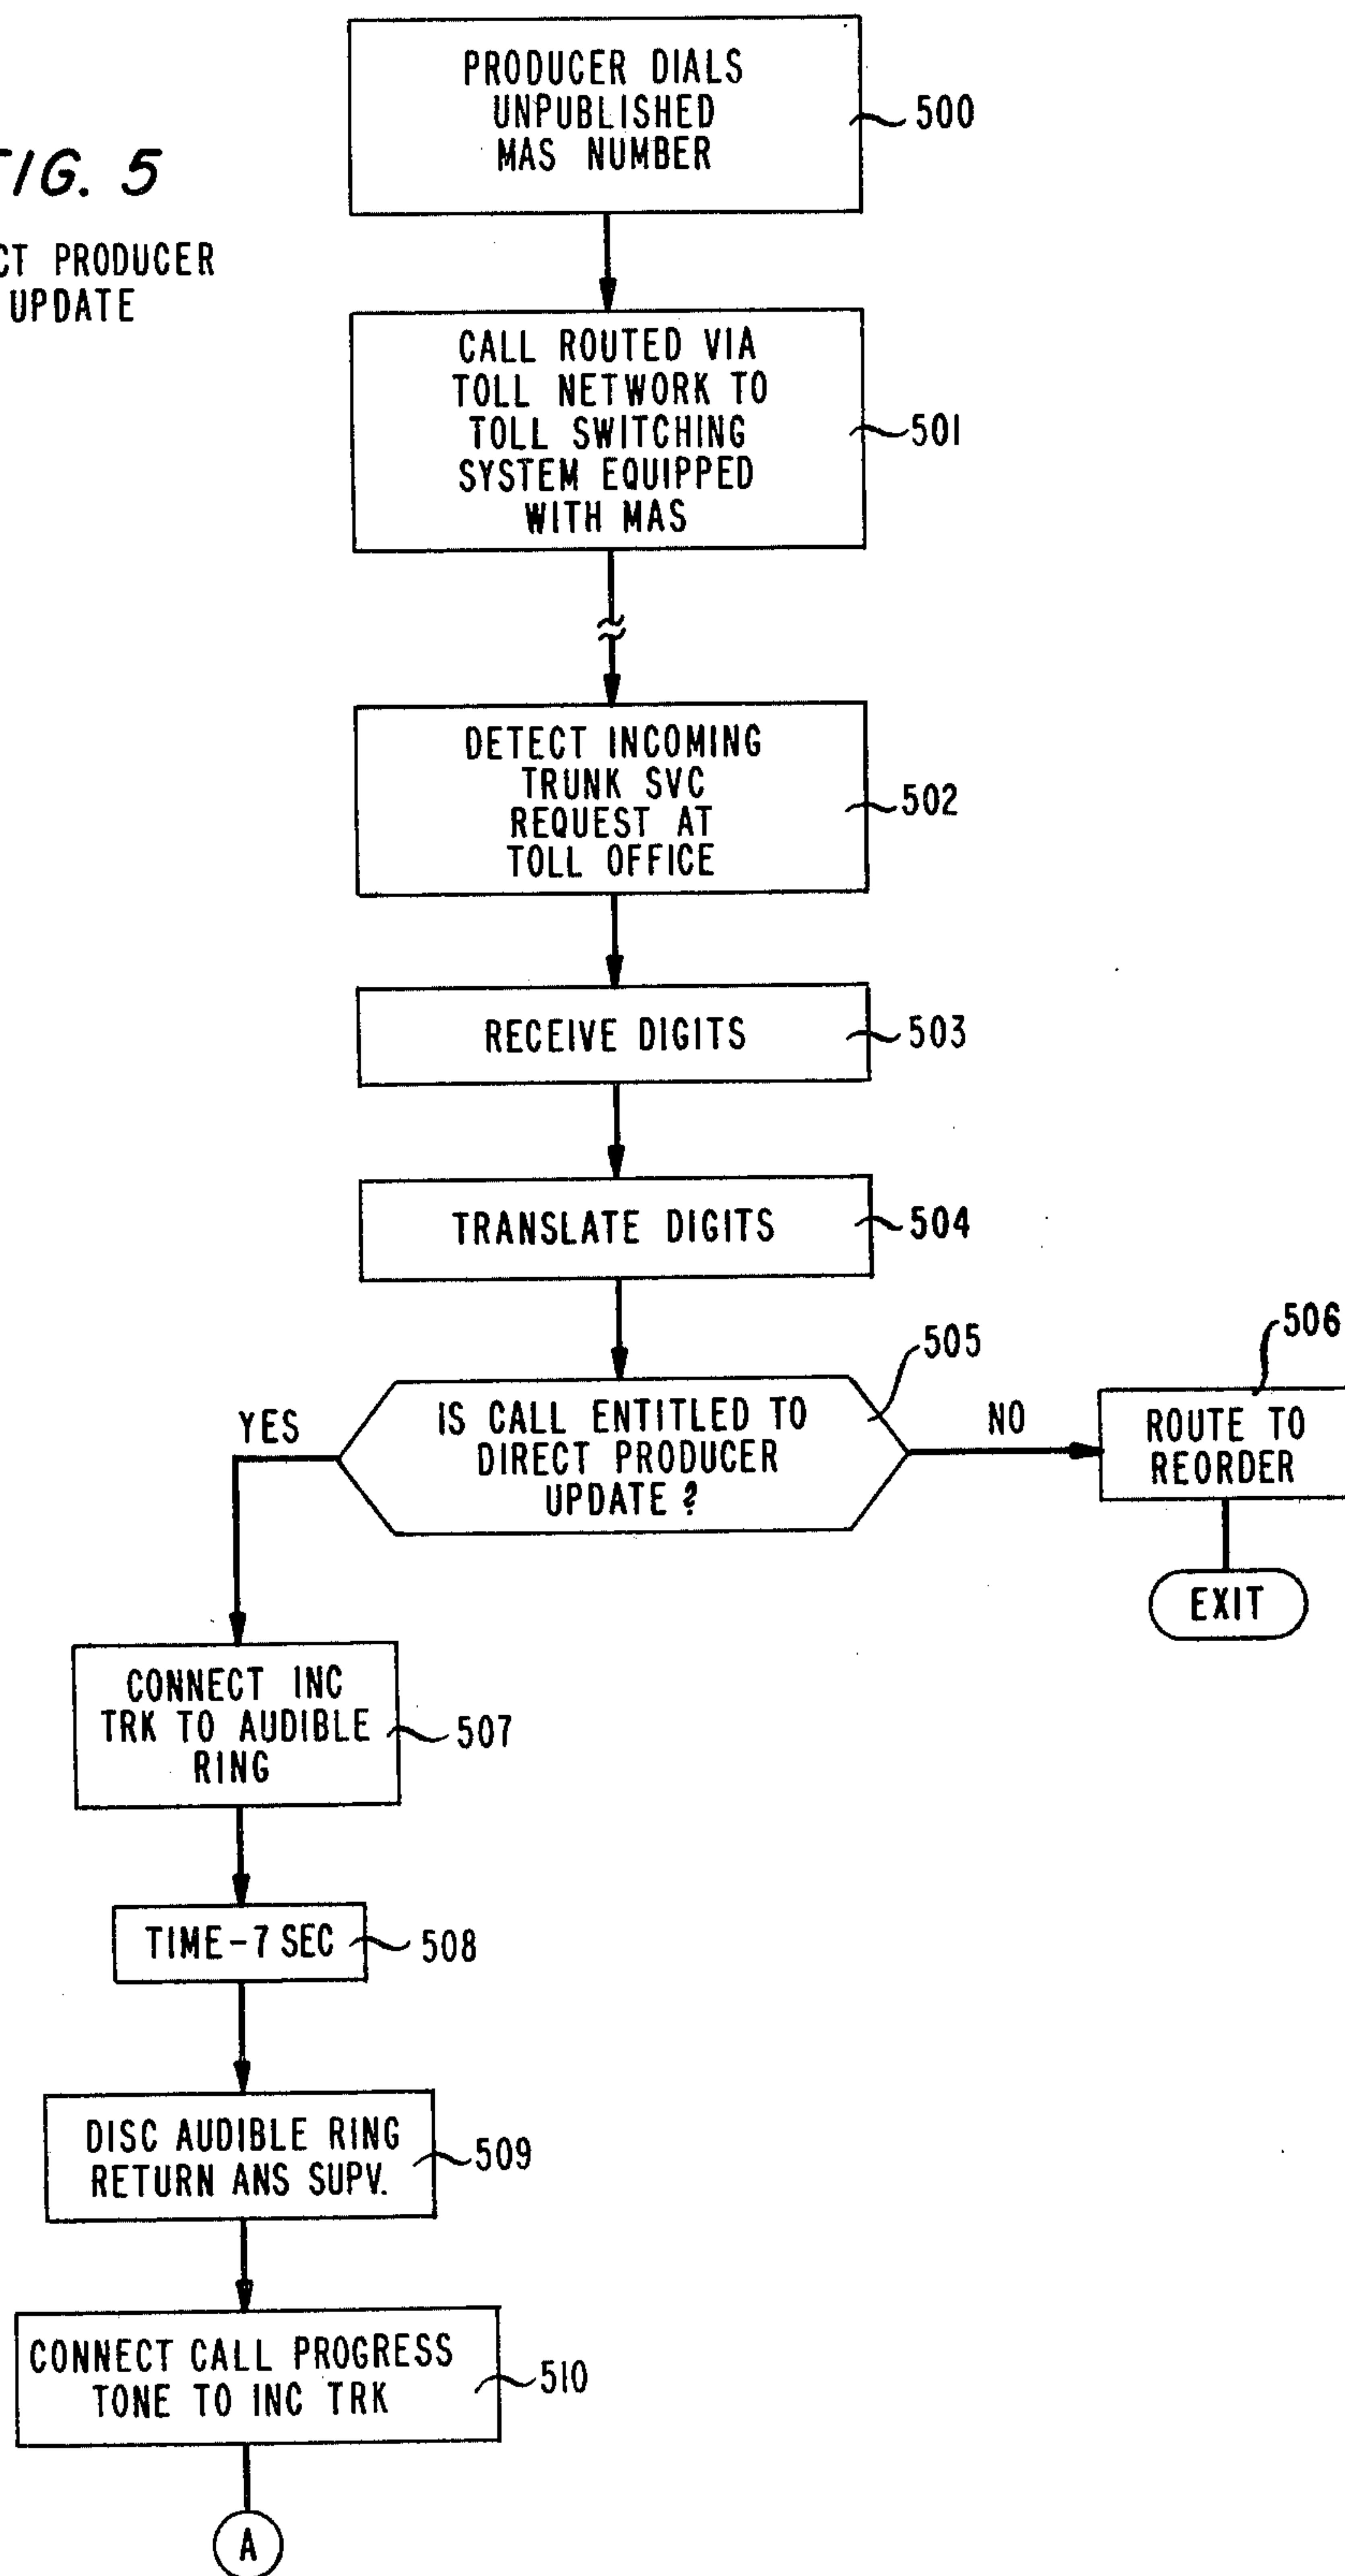 PRODUCER DIALS
UNPUBLISHED
MAS NUMBER
500
FIG. 5
CT PRODUCER
UPDATE
CALL ROUTED VIA
TOLL NETWORK TO
TOLL SWITCHING
SYSTEM EQUIPPED
WITH MAS
501
DETECT INCOMING
TRUNK SVC
REQUEST AT
TOLL OFFICE
502
RECEIVE DIGITS
503
TRANSLATE DIGITS
504
505
506
YES
IS CALL ENTITLED TO
DIRECT PRODUCER
UPDATE?
NO
ROUTE TO
REORDER
EXIT
CONNECT INC
TRK TO AUDIBLE
RING
507
TIME-7 SEC
508
DISC AUDIBLE RING
RETURN ANS SUPV.
509
CONNECT CALL PROGRESS
TONE TO INC TRK
510
A